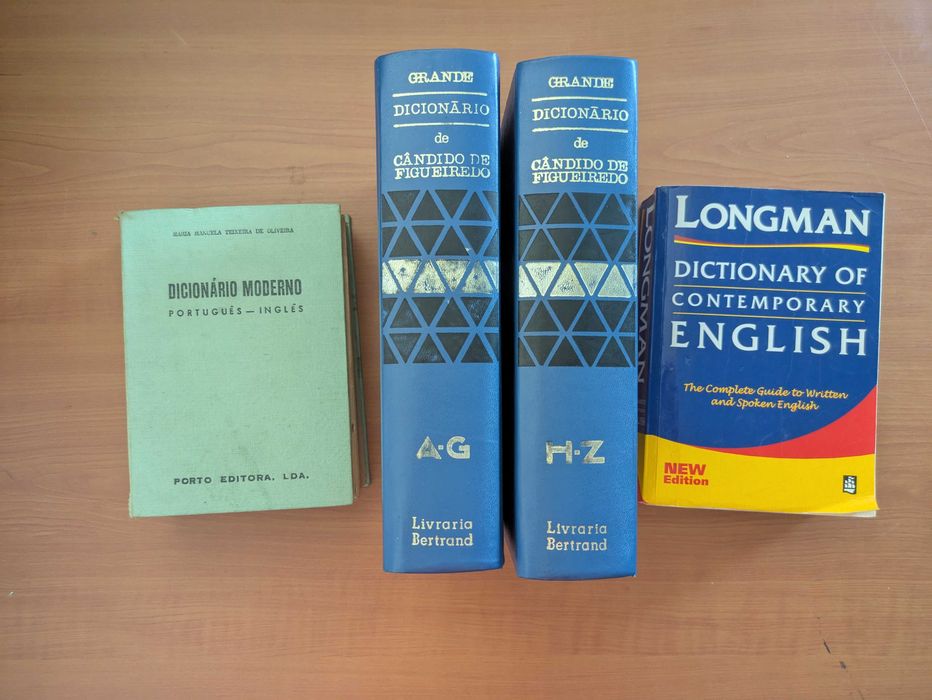 MARIA MANUELA TEIXEIRA DE OLIVEIRA
DICIONÁRIO MODERNO
PORTUGUÊS — INGLÊS
PORTO EDITORA, LDA.
GRANDE
DICIONÁRIO
de
CÂNDIDO DE
FIGUEIREDO
A-G
Livraria
Bertrand
GRANDE
DICIONÁRIO
de
CÂNDIDO DE
FIGUEIREDO
H-Z
Livraria
Bertrand
LONGMAN
LONGMAN
DICTIONARY OF
CONTEMPORARY
ENGLISH
The Complete Guide to Written
and Spoken English
NEW
Edition